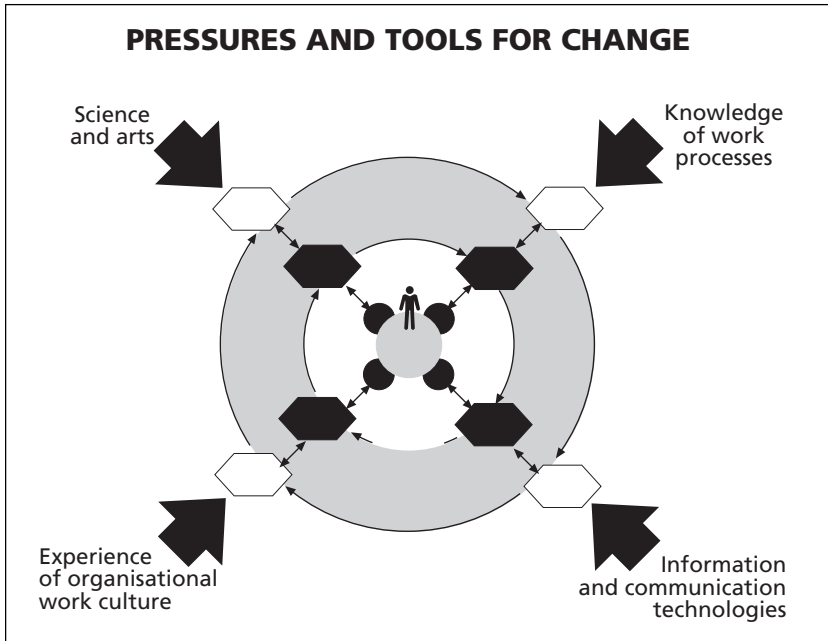 PRESSURES AND TOOLS FOR CHANGE
Science
and arts
Knowledge
of work
processes
Experience
of organisational
work culture
Information
and communication
technologies